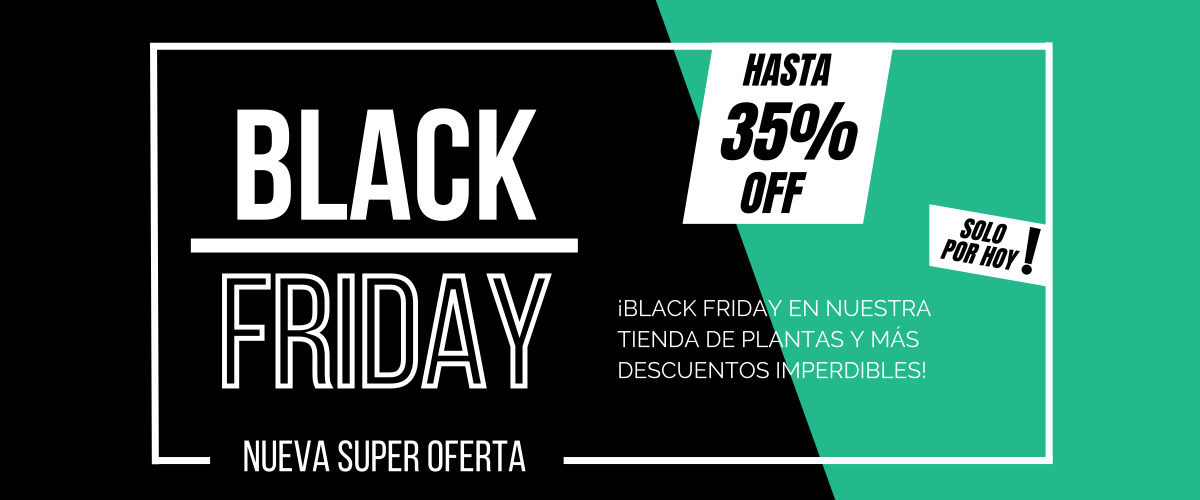 BLACK
FRIDAY
NUEVA SUPER OFERTA
HASTA
35%
OFF
SOLO
POR HOY!
¡BLACK FRIDAY EN NUESTRA
TIENDA DE PLANTAS Y MÁS
DESCUENTOS IMPERDIBLES!